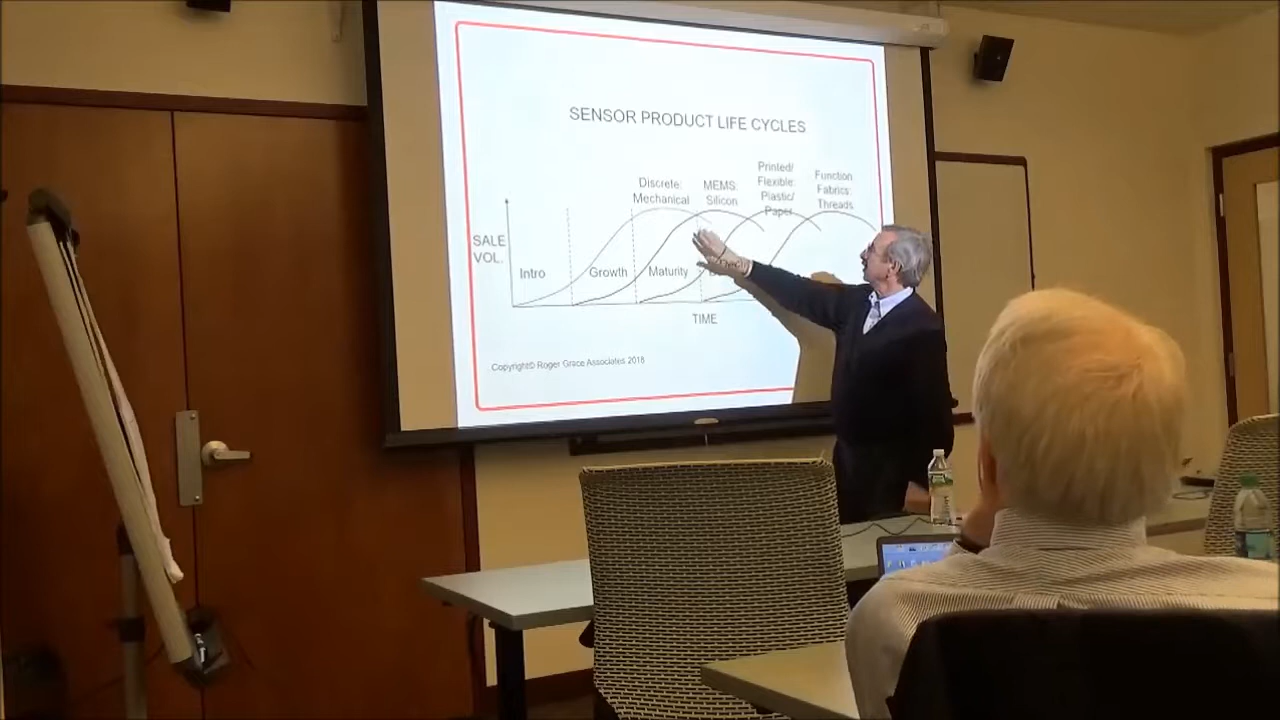 SENSOR PRODUCT LIFE CYCLES
Discrete:
Mechanical
MEMS:
Silicon
Printed/
Flexible:
Plastic/
Paper
Function
Fabrics:
Threads
SALE
VOL.
Intro
Growth
Maturity
TIME
Copyright© Roger Grace Associates 2018